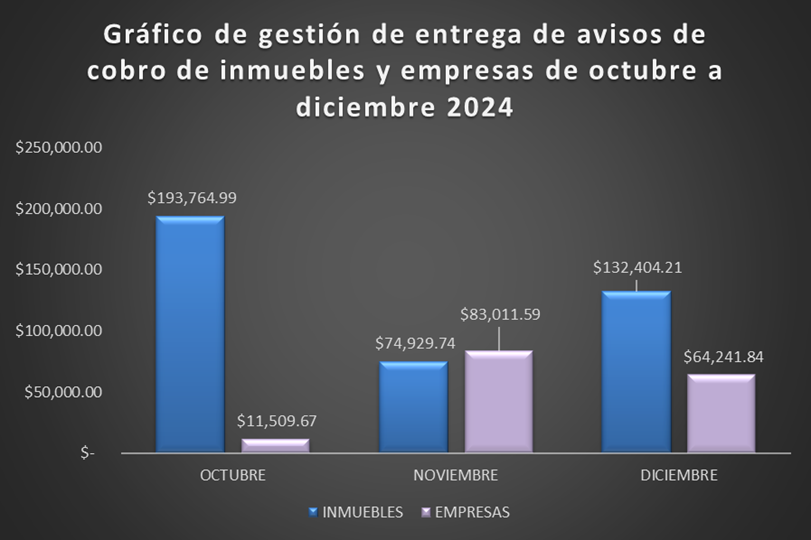 Gráfico de gestión de entrega de avisos de
cobro de inmuebles y empresas de octubre a
diciembre 2024
$250,000.00
$200,000.00
$150,000.00
$100,000.00
$50,000.00
$-
$193,764.99
$11,509.67
$74,929.74
$83,011.59
$132,404.21
$64,241.84
OCTUBRE
NOVIEMBRE
DICIEMBRE
INMUEBLES
EMPRESAS